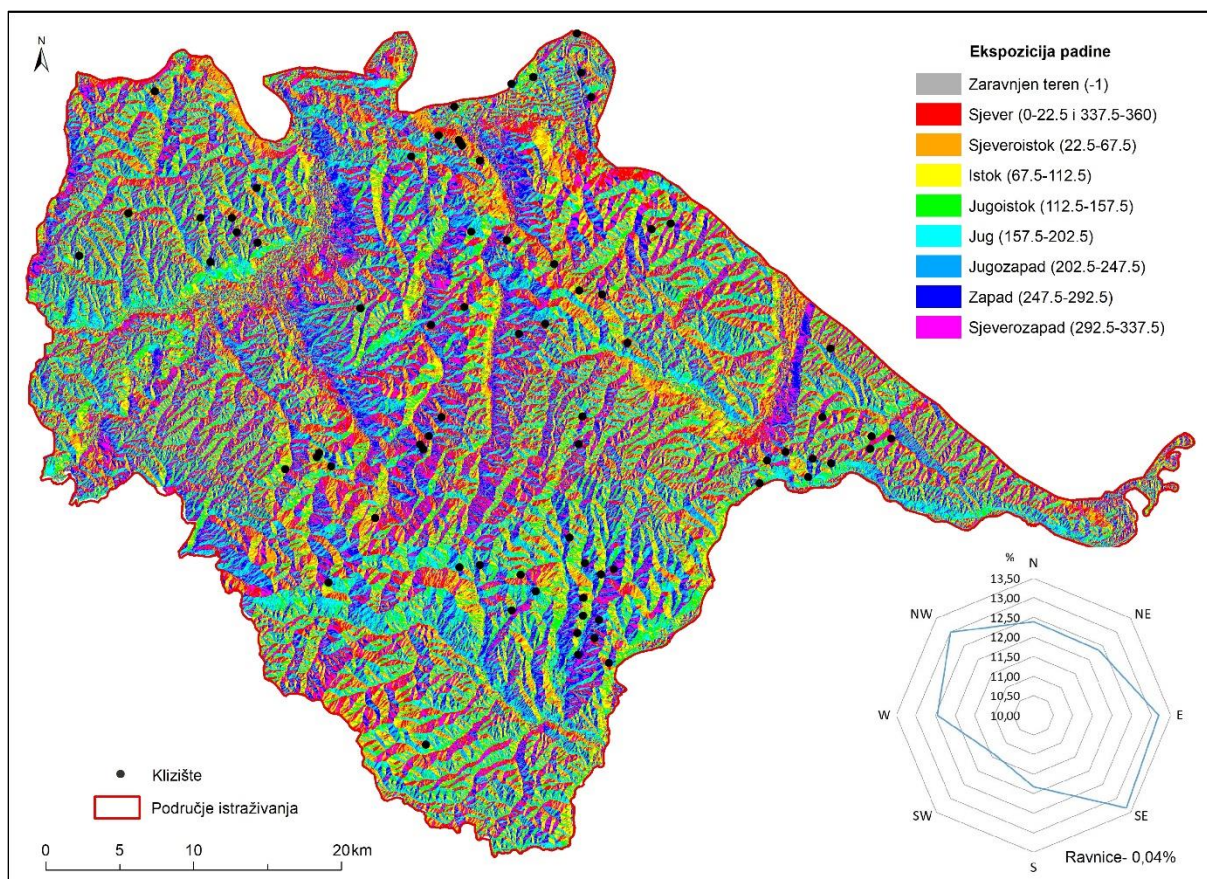 N
Ekspozicija padine
Zaravnjen teren (-1)
Sjever (0-22.5 i 337.5-360)
Sjeveroistok (22.5-67.5)
Istok (67.5-112.5)
Jugoistok (112.5-157.5)
Jug (157.5-202.5)
Jugozapad (202.5-247.5)
Zapad (247.5-292.5)
Sjeverozapad (292.5-337.5)
Klizište
Područje istraživanja
0 5 10 20 km
% N
13,50
13,00
12,50
12,00
11,50
11,00
10,50
10,00
NW
NE
W
E
SW
SE
S
Ravnice- 0,04%